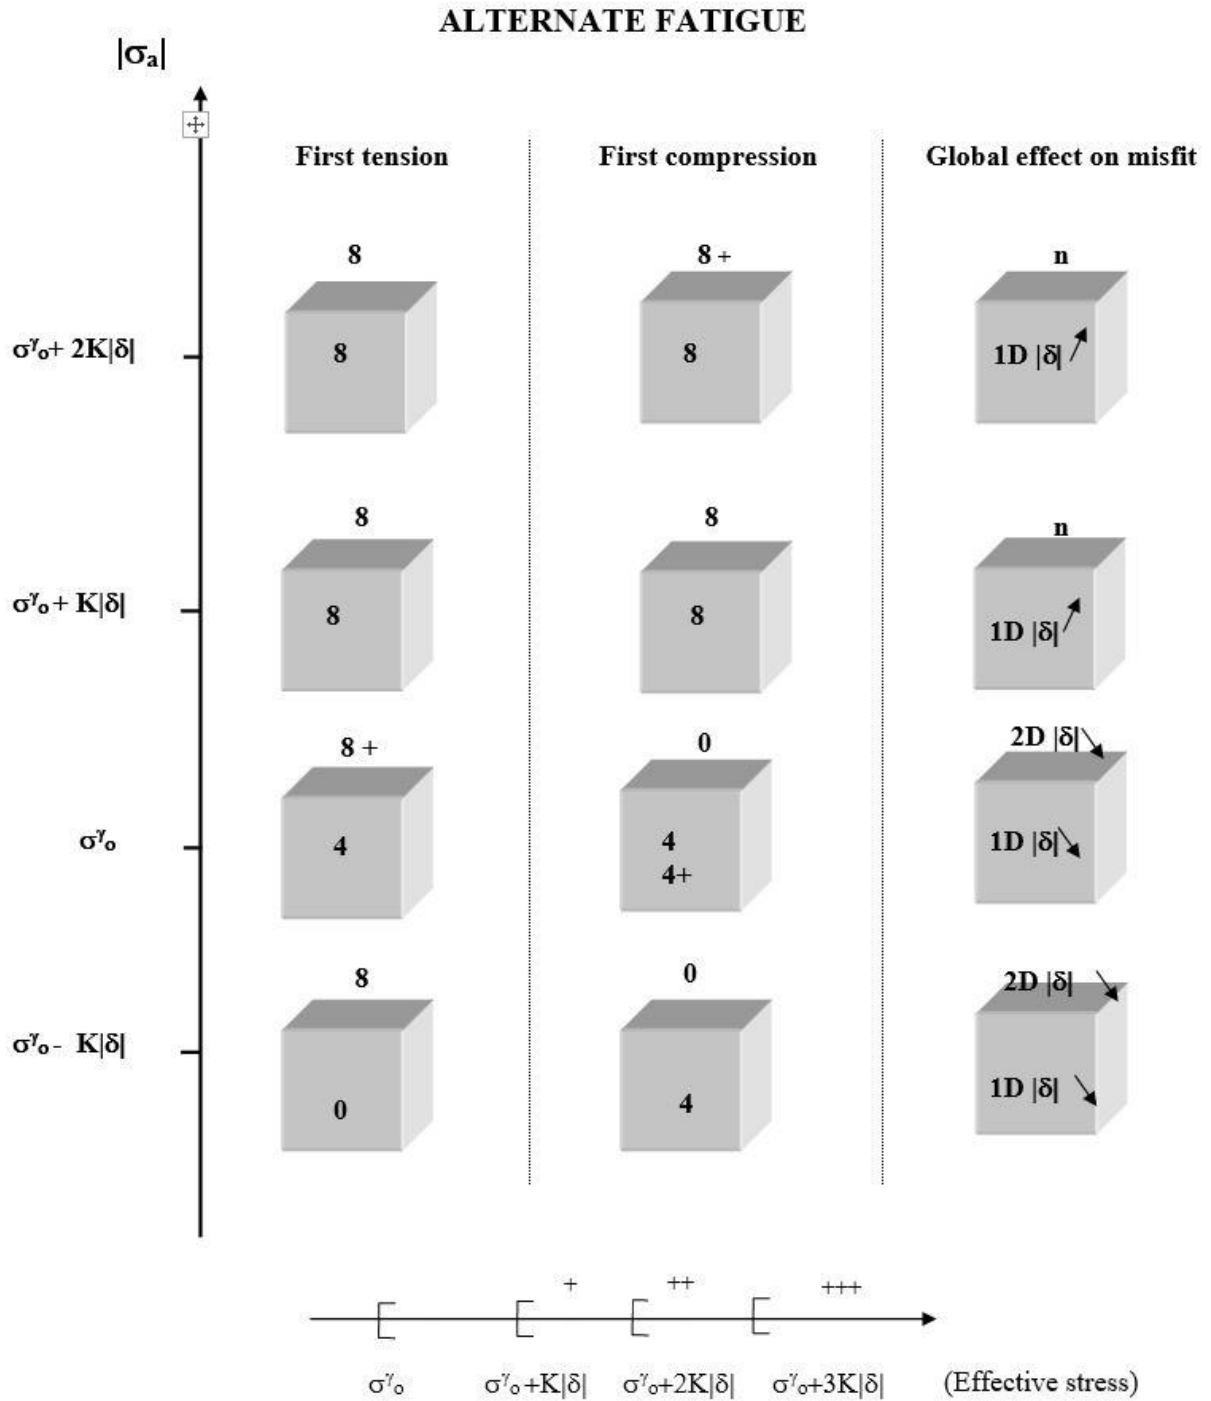 ALTERNATE FATIGUE
|σₐ|
First tension First compression Global effect on misfit
8 8 + n
σᵞₒ+ 2K|δ| 8 8 1D |δ|
8 8 n
σᵞₒ+ K|δ| 8 8 1D |δ|
8 + 0 2D |δ|
σᵞₒ 4 4 1D |δ|
4+
8 0 2D |δ|
σᵞₒ- K|δ| 0 4 1D |δ|
+ ++ +++
σᵞₒ σᵞₒ+K|δ| σᵞₒ+2K|δ| σᵞₒ+3K|δ| (Effective stress)